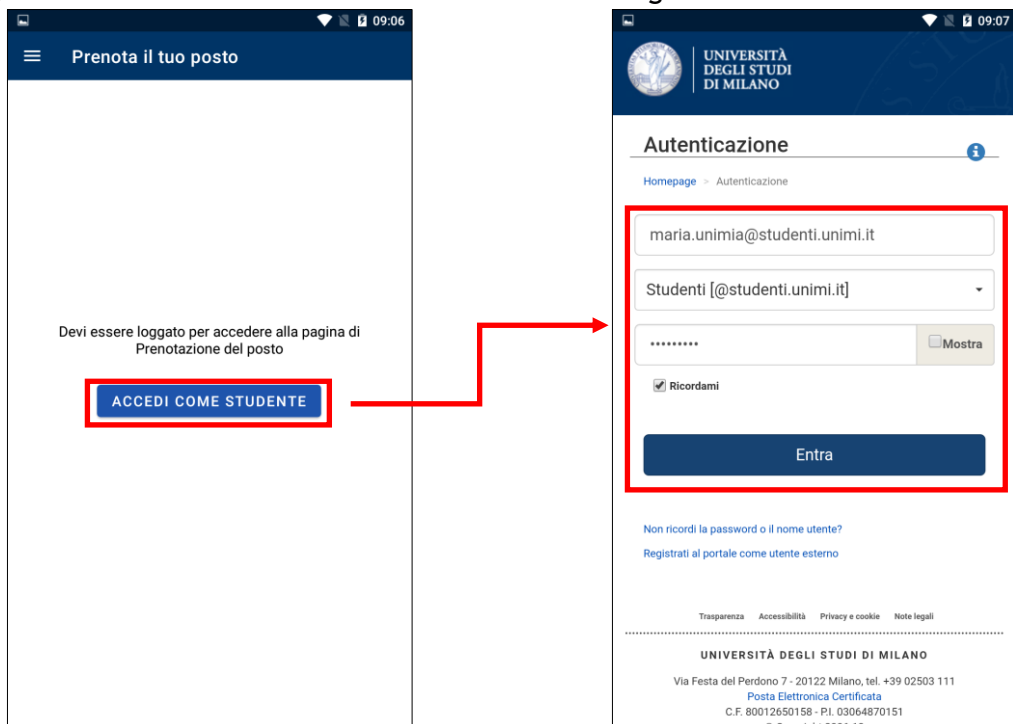 09:06
Prenota il tuo posto
Devi essere loggato per accedere alla pagina di
Prenotazione del posto
ACCEDI COME STUDENTE
09:07
UNIVERSITÀ
DEGLI STUDI
DI MILANO
Autenticazione
Homepage > Autenticazione
maria.unimia@studenti.unimi.it
Studenti [@studenti.unimi.it]
••••••••• Mostra
Ricordami
Entra
Non ricordi la password o il nome utente?
Registrati al portale come utente esterno
Trasparenza Accessibilità Privacy e cookie Note legali
UNIVERSITÀ DEGLI STUDI DI MILANO
Via Festa del Perdono 7 - 20122 Milano, tel. +39 02503 111
Posta Elettronica Certificata
C.F. 80012650158 - P.I. 03064870151